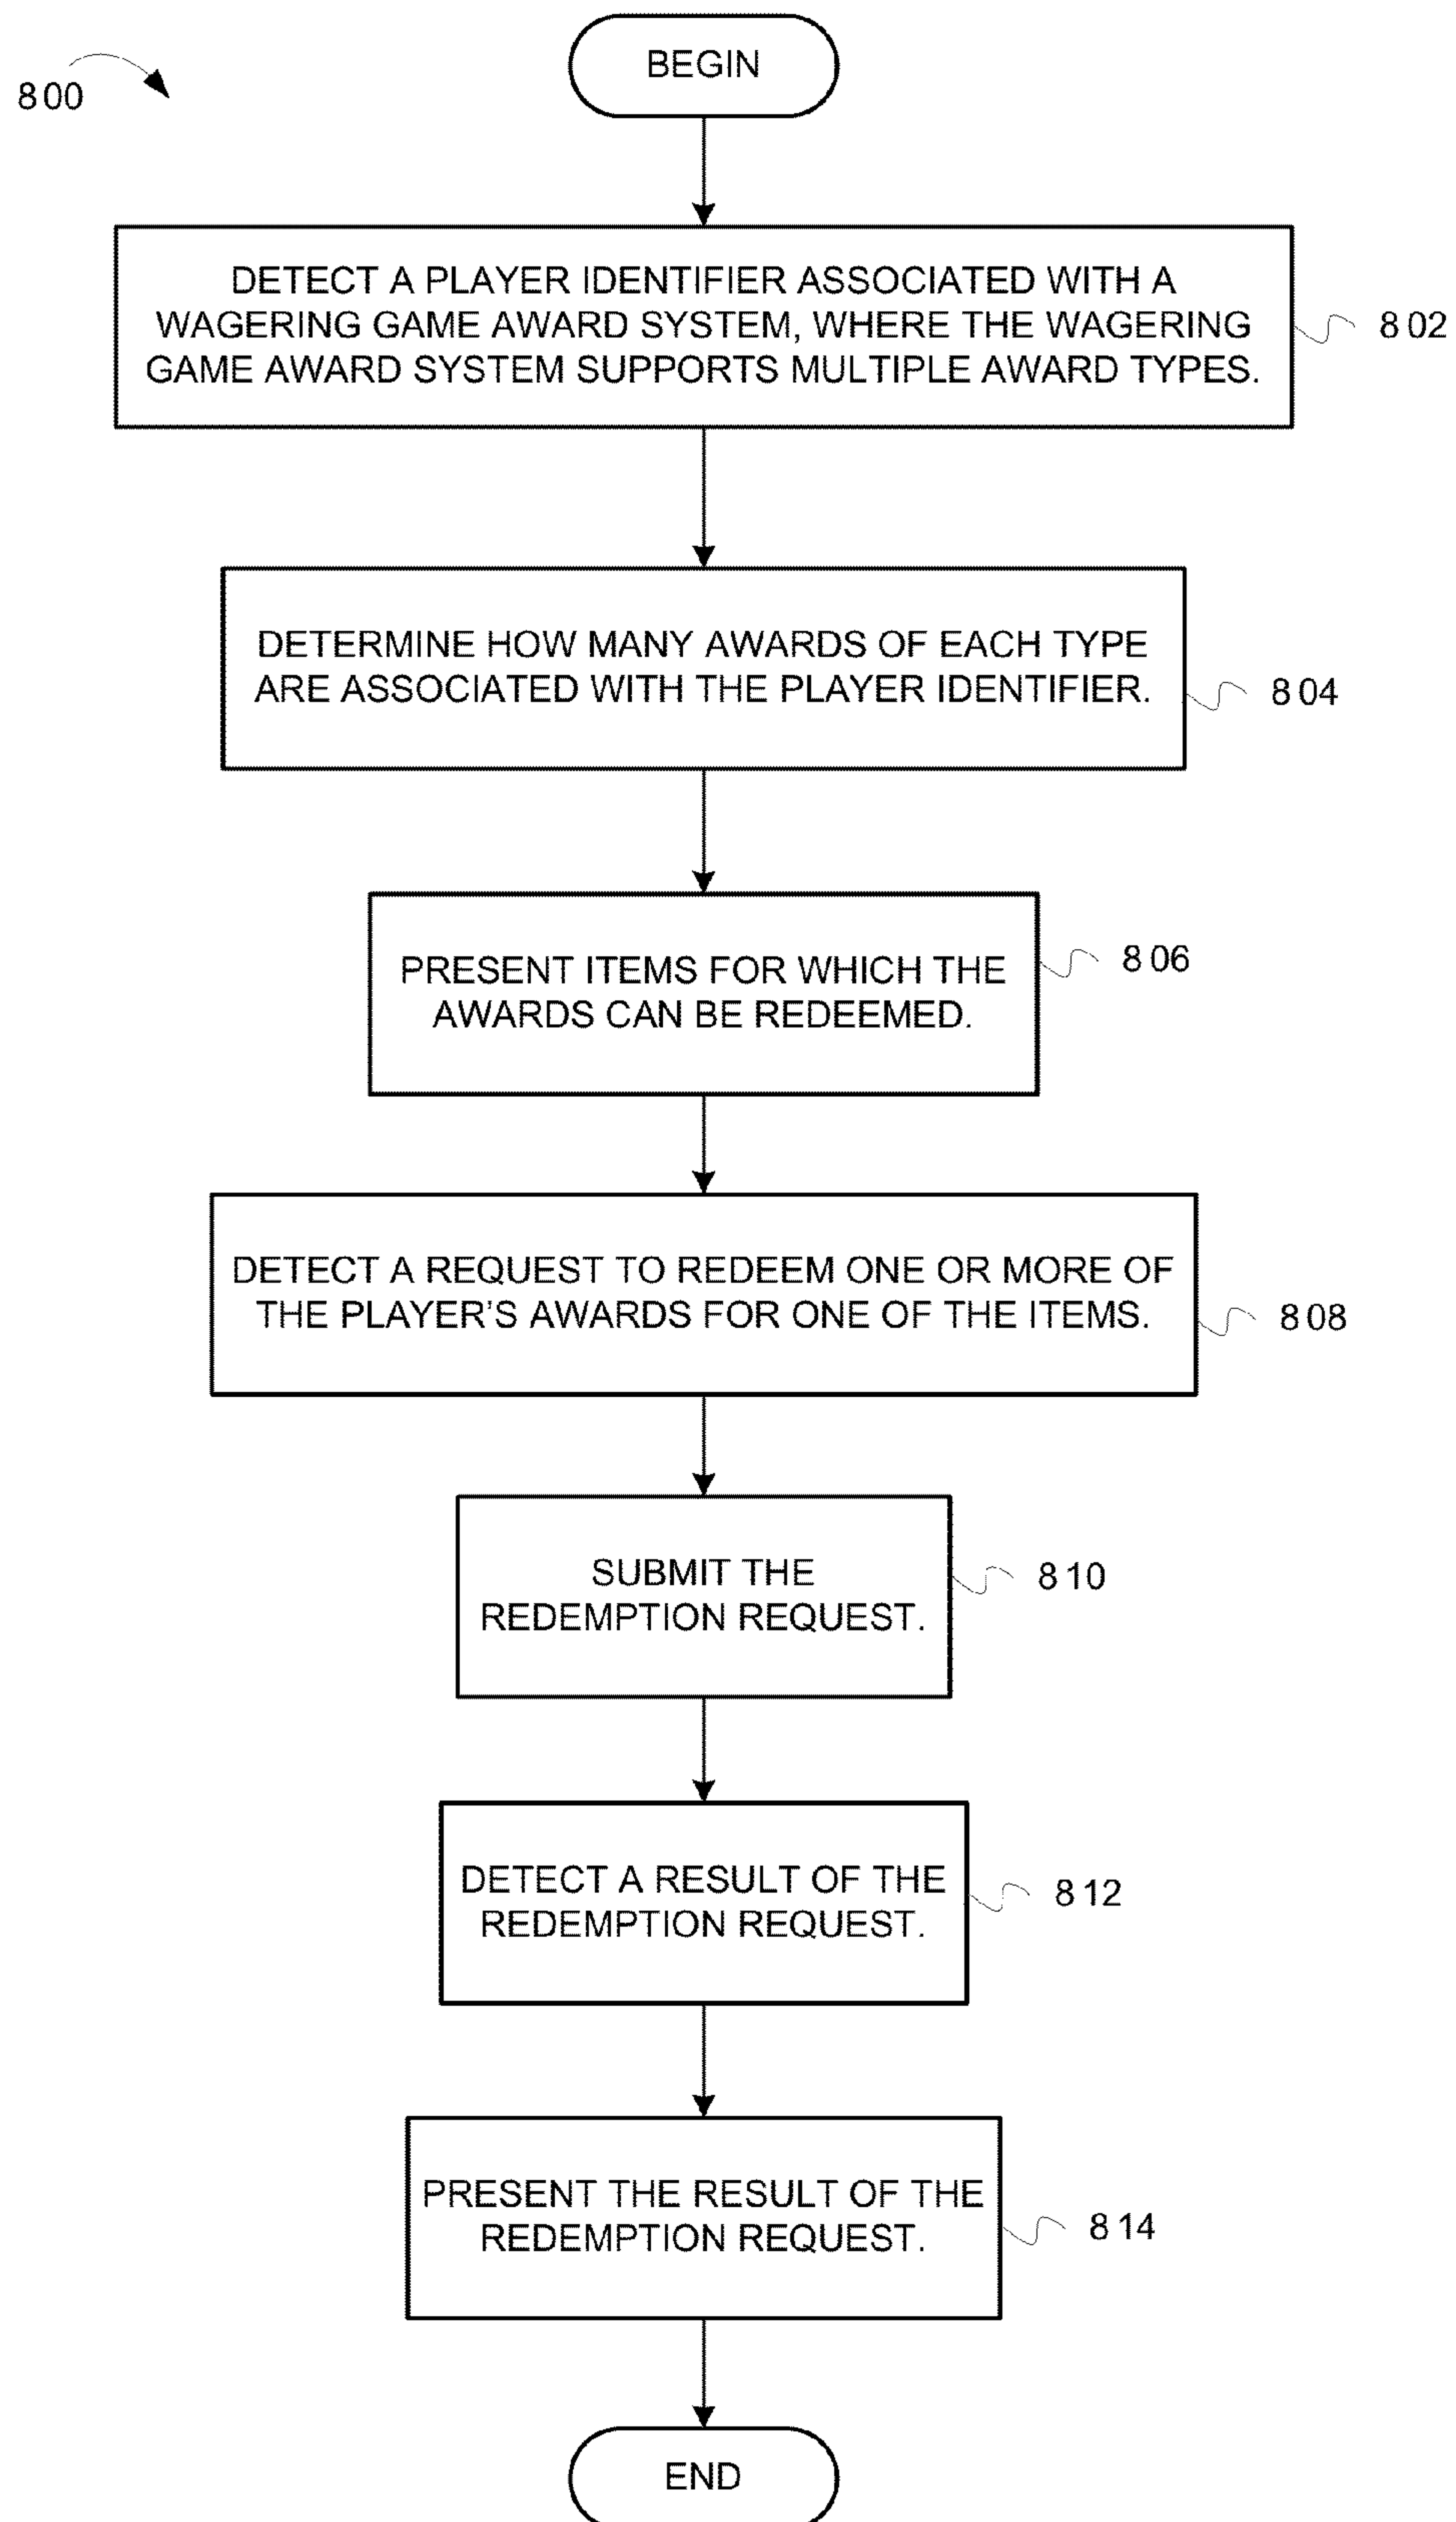 BEGIN
800
DETECT A PLAYER IDENTIFIER ASSOCIATED WITH A
WAGERING GAME AWARD SYSTEM, WHERE THE WAGERING
GAME AWARD SYSTEM SUPPORTS MULTIPLE AWARD TYPES.
802
DETERMINE HOW MANY AWARDS OF EACH TYPE
ARE ASSOCIATED WITH THE PLAYER IDENTIFIER.
804
PRESENT ITEMS FOR WHICH THE
AWARDS CAN BE REDEEMED.
806
DETECT A REQUEST TO REDEEM ONE OR MORE OF
THE PLAYER'S AWARDS FOR ONE OF THE ITEMS.
808
SUBMIT THE
REDEMPTION REQUEST.
810
DETECT A RESULT OF THE
REDEMPTION REQUEST.
812
PRESENT THE RESULT OF THE
REDEMPTION REQUEST.
814
END